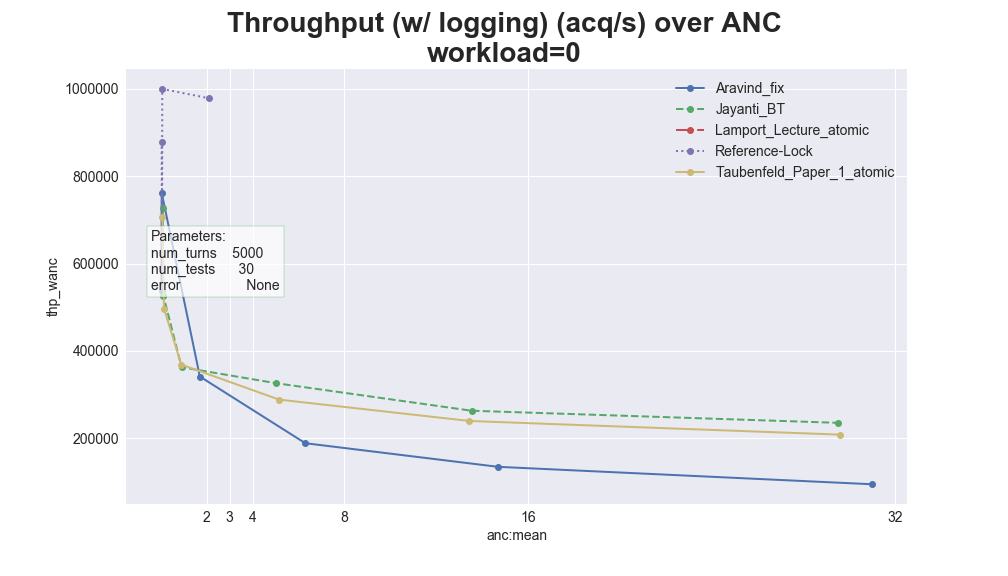 Throughput (w/ logging) (acq/s) over ANC
workload=0
1000000
800000
600000
400000
200000
thp_wanc
Aravind_fix
Jayanti_BT
Lamport_Lecture_atomic
Reference-Lock
Taubenfeld_Paper_1_atomic
Parameters:
num_turns 5000
num_tests 30
error None
2 3 4 8 16 32
anc:mean